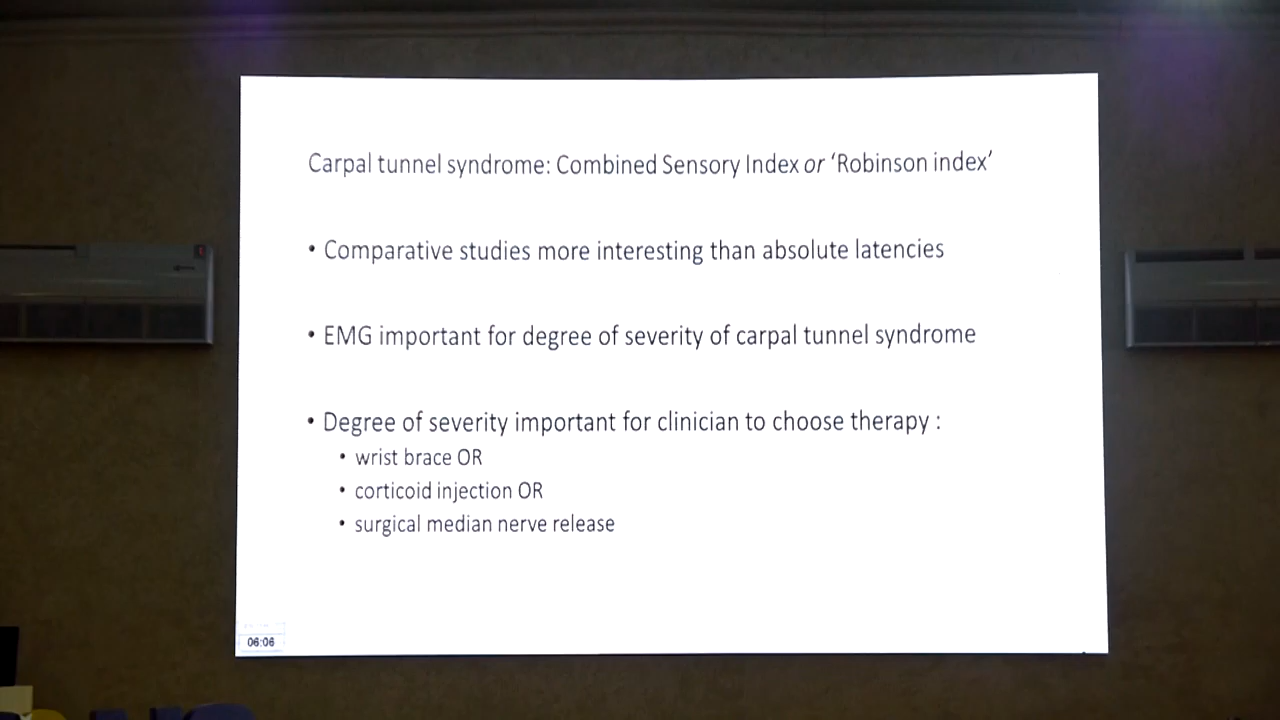 Carpal tunnel syndrome: Combined Sensory Index or ‘Robinson index’
• Comparative studies more interesting than absolute latencies
• EMG important for degree of severity of carpal tunnel syndrome
• Degree of severity important for clinician to choose therapy :
• wrist brace OR
• corticoid injection OR
• surgical median nerve release
06:06